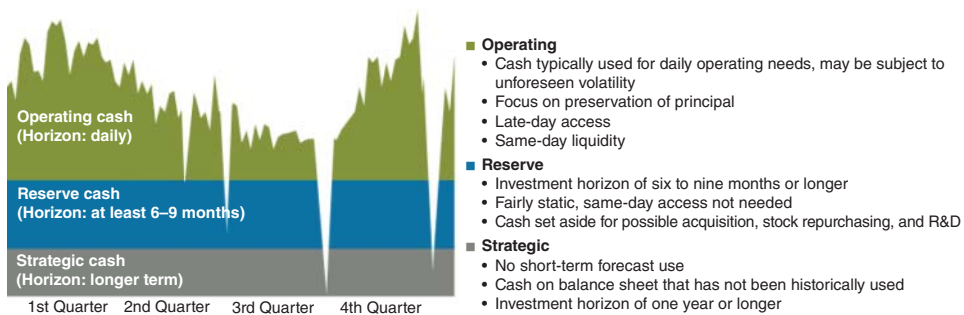 Operating cash
(Horizon: daily)
Reserve cash
(Horizon: at least 6–9 months)
Strategic cash
(Horizon: longer term)
1st Quarter 2nd Quarter 3rd Quarter 4th Quarter
Operating
• Cash typically used for daily operating needs, may be subject to
unforeseen volatility
• Focus on preservation of principal
• Late-day access
• Same-day liquidity
Reserve
• Investment horizon of six to nine months or longer
• Fairly static, same-day access not needed
• Cash set aside for possible acquisition, stock repurchasing, and R&D
Strategic
• No short-term forecast use
• Cash on balance sheet that has not been historically used
• Investment horizon of one year or longer